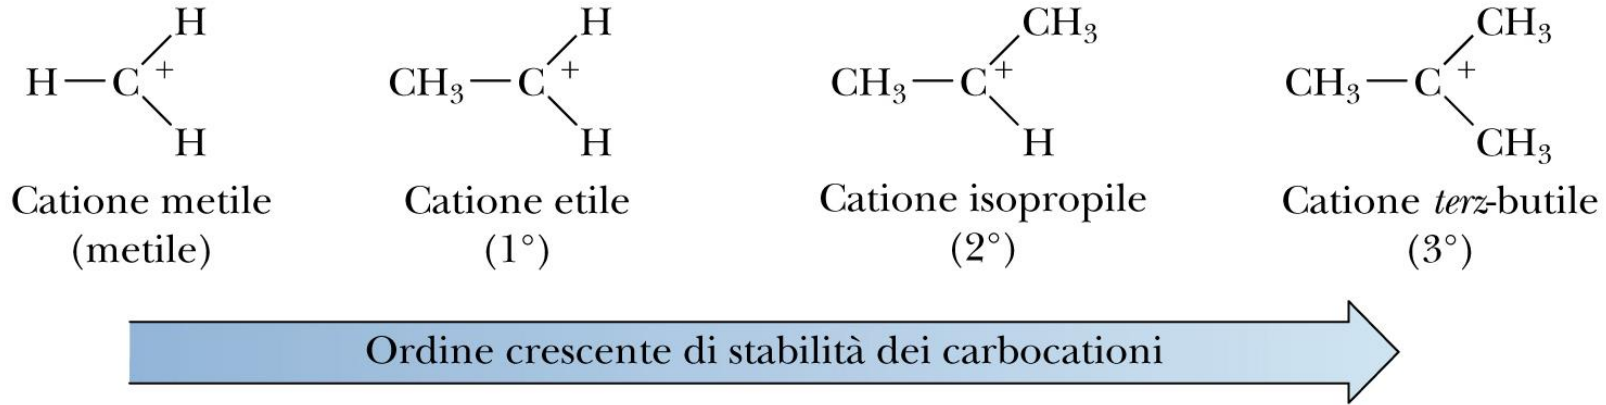 H
H—C +
H
Catione metile
(metile)
H
CH₃—C +
H
Catione etile
(1°)
CH₃
CH₃—C +
H
Catione isopropile
(2°)
CH₃
CH₃—C +
CH₃
Catione terz-butile
(3°)
Ordine crescente di stabilità dei carbocationi